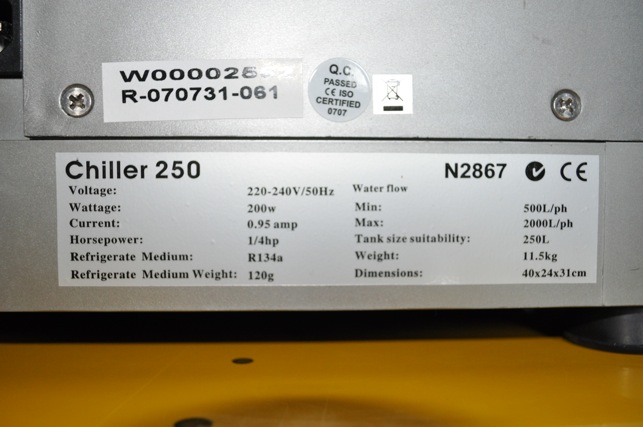 W000028
R-070731-061
Q.C.
PASSED
CE ISO
CERTIFIED
0707
Chiller 250 N2867 CE
Voltage: 220-240V/50Hz Water flow
Wattage: 200w Min: 500L/ph
Current: 0.95 amp Max: 2000L/ph
Horsepower: 1/4hp Tank size suitability: 250L
Refrigerate Medium: R134a Weight: 11.5kg
Refrigerate Medium Weight: 120g Dimensions: 40x24x31cm